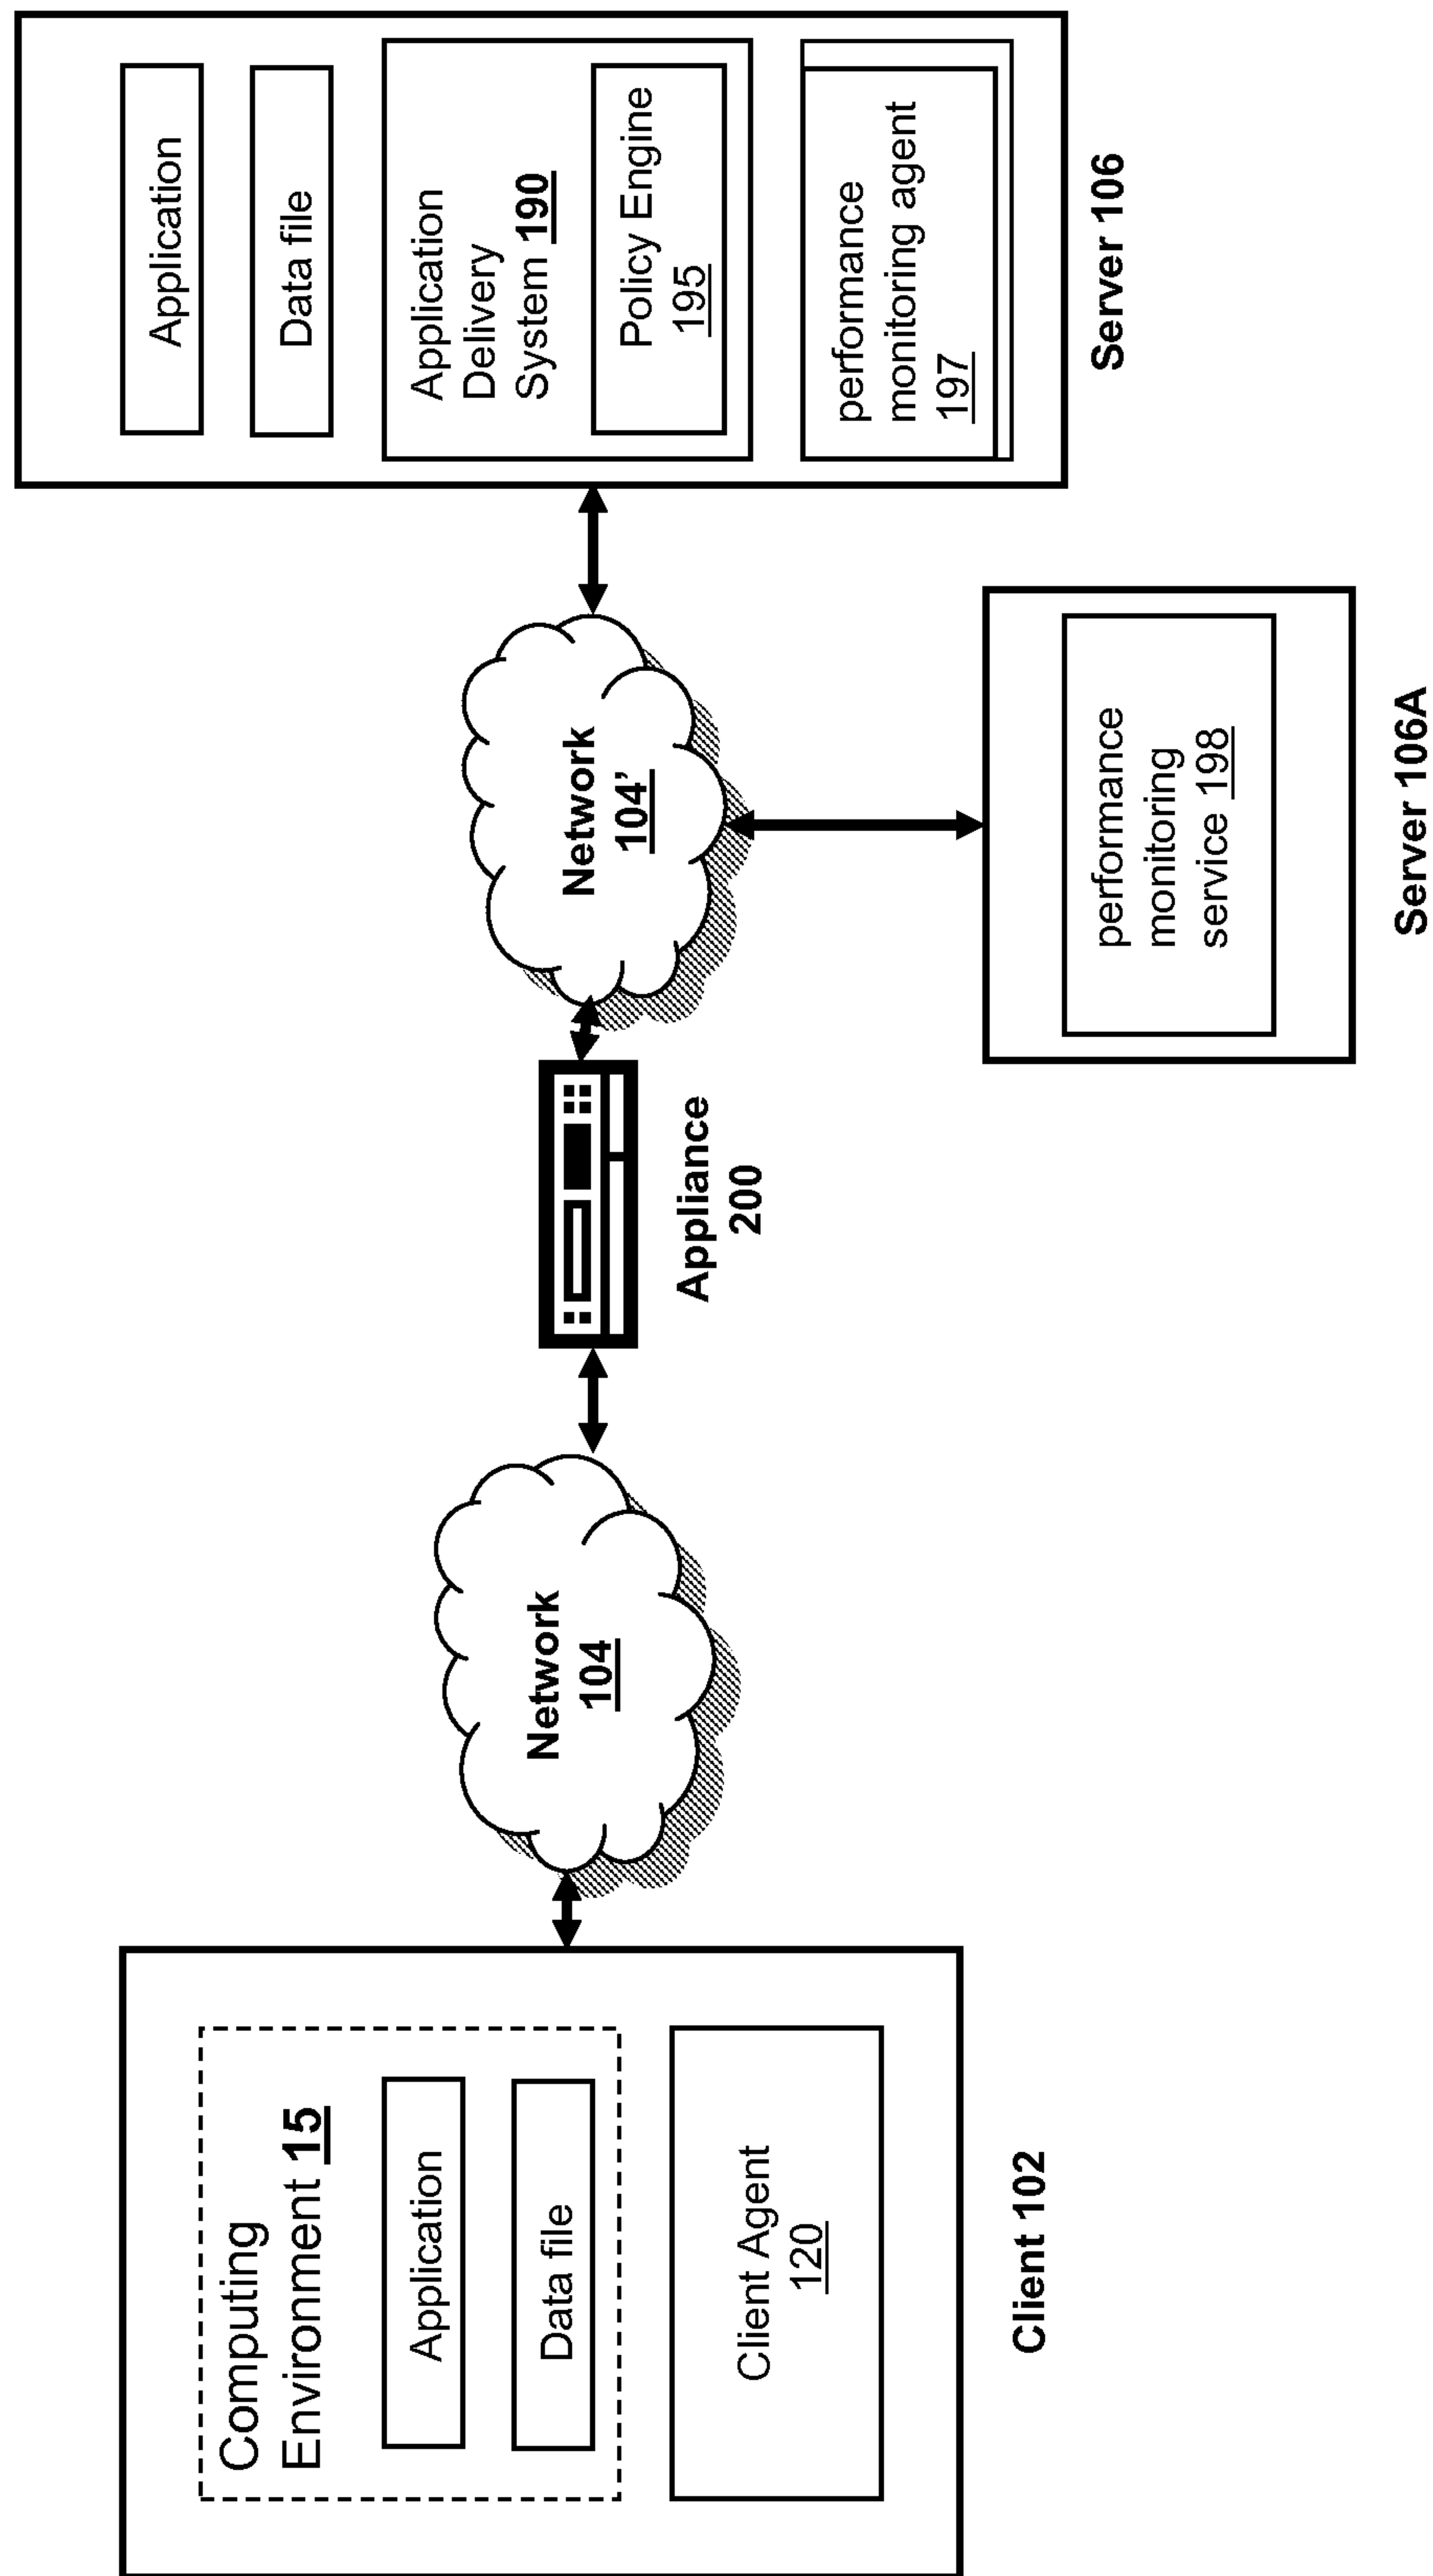 Computing
Environment 15
Application
Data file
Client Agent
120
Client 102
Network
104
Appliance
200
Network
104’
performance
monitoring
service 198
Server 106A
Application
Data file
Application
Delivery
System 190
Policy Engine
195
performance
monitoring agent
197
Server 106